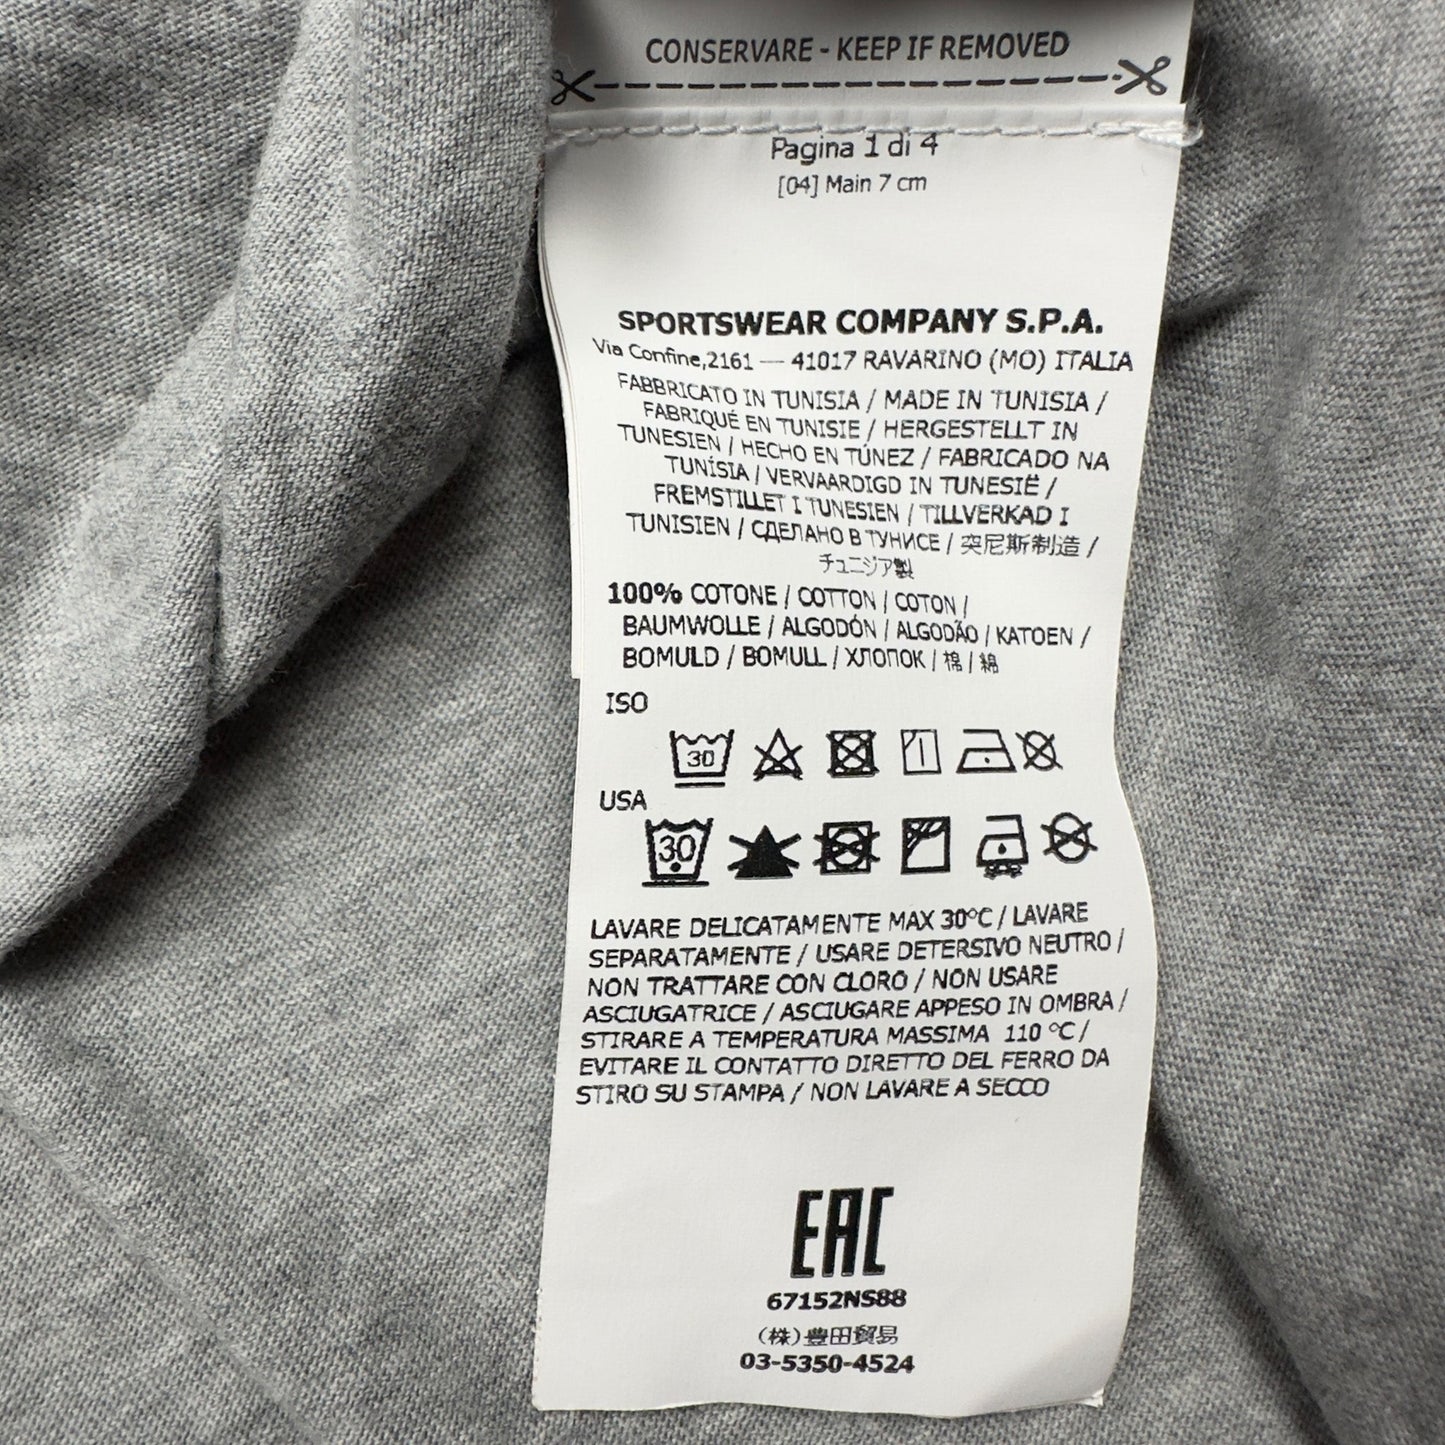 CONSERVARE - KEEP IF REMOVED
Pagina 1 di 4
[04] Main 7 cm
SPORTSWEAR COMPANY S.P.A.
Via Confine,2161 — 41017 RAVARINO (MO) ITALIA
FABBRICATO IN TUNISIA / MADE IN TUNISIA /
FABRIQUÉ EN TUNISIE / HERGESTELLT IN
TUNESIEN / HECHO EN TÚNEZ / FABRICADO NA
TUNÍSIA / VERVAARDIGD IN TUNESIË /
FREMSTILLET I TUNESIEN / TILLVERKAD I
TUNISIEN / СДЕЛАНО В ТУНИСЕ / 突尼斯制造 /
チュニジア製
100% COTONE / COTTON / COTON /
BAUMWOLLE / ALGODÓN / ALGODÃO / KATOEN /
BOMULD / BOMULL / ХЛОПОК / 棉 / 綿
ISO
30
USA
30
LAVARE DELICATAMENTE MAX 30°C / LAVARE
SEPARATAMENTE / USARE DETERSIVO NEUTRO /
NON TRATTARE CON CLORO / NON USARE
ASCIUGATRICE / ASCIUGARE APPESO IN OMBRA /
STIRARE A TEMPERATURA MASSIMA 110 °C /
EVITARE IL CONTATTO DIRETTO DEL FERRO DA
STIRO SU STAMPA / NON LAVARE A SECCO
EAC
67152NS88
(株)豊田貿易
03-5350-4524